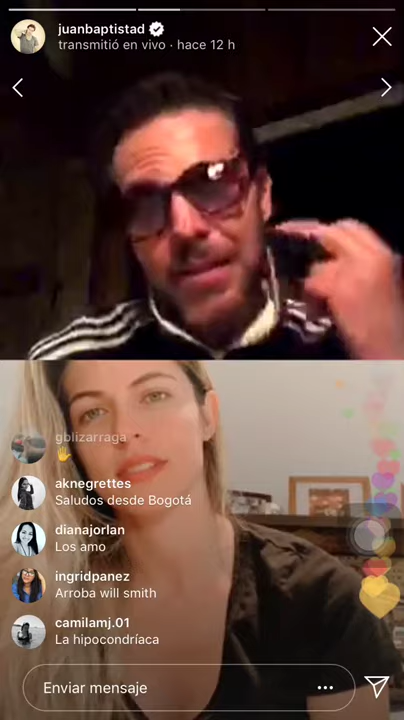 juanbaptistad
transmitió en vivo · hace 12 h
gblizarraga
aknegrettes
Saludos desde Bogotá
dianajorlan
Los amo
ingridpanez
Arroba will smith
camilamj.01
La hipocondríaca
Enviar mensaje